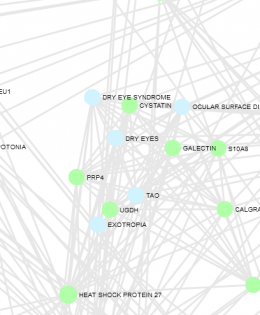 EU1
DRY EYE SYNDROME
CYSTATIN
OCULAR SURFACE DI
DRY EYES
OTONIA
GALECTIN
S10A8
PRP4
TAO
UGDH
CALGRA
EXOTROPIA
HEAT SHOCK PROTEIN 27